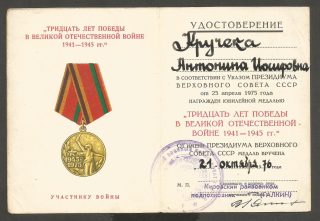 "ТРИДЦАТЬ ЛЕТ ПОБЕДЫ
В ВЕЛИКОЙ ОТЕЧЕСТВЕННОЙ ВОЙНЕ
1941—1945 гг."
1945
1975
УЧАСТНИКУ ВОЙНЫ
УДОСТОВЕРЕНИЕ
Кручека
Антонина
в соответствии с Указом ПРЕЗИДИУМА
ВЕРХОВНОГО СОВЕТА СССР
от 25 апреля 1975 года
НАГРАЖДЕН ЮБИЛЕЙНОЙ МЕДАЛЬЮ
"ТРИДЦАТЬ ЛЕТ ПОБЕДЫ
В ВЕЛИКОЙ ОТЕЧЕСТВЕННОЙ
ВОЙНЕ 1941—1945 гг."
ОТ ИМЕНИ ПРЕЗИДИУМА ВЕРХОВНОГО
СОВЕТА СССР МЕДАЛЬ ВРУЧЕНА
21 октября 76 г.
М. П.